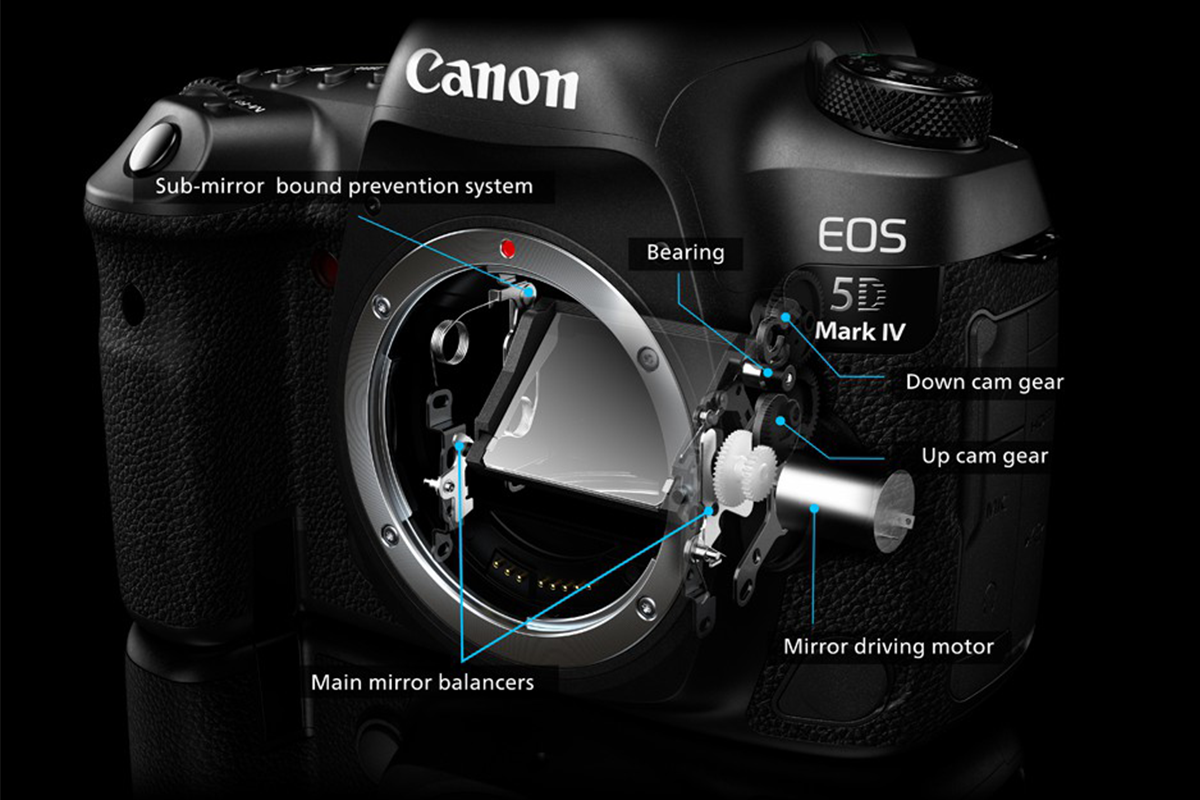 Canon
M-Fn
Sub-mirror  bound prevention system
EOS
Bearing
5D
Mark IV
Down cam gear
Up cam gear
Mirror driving motor
Main mirror balancers